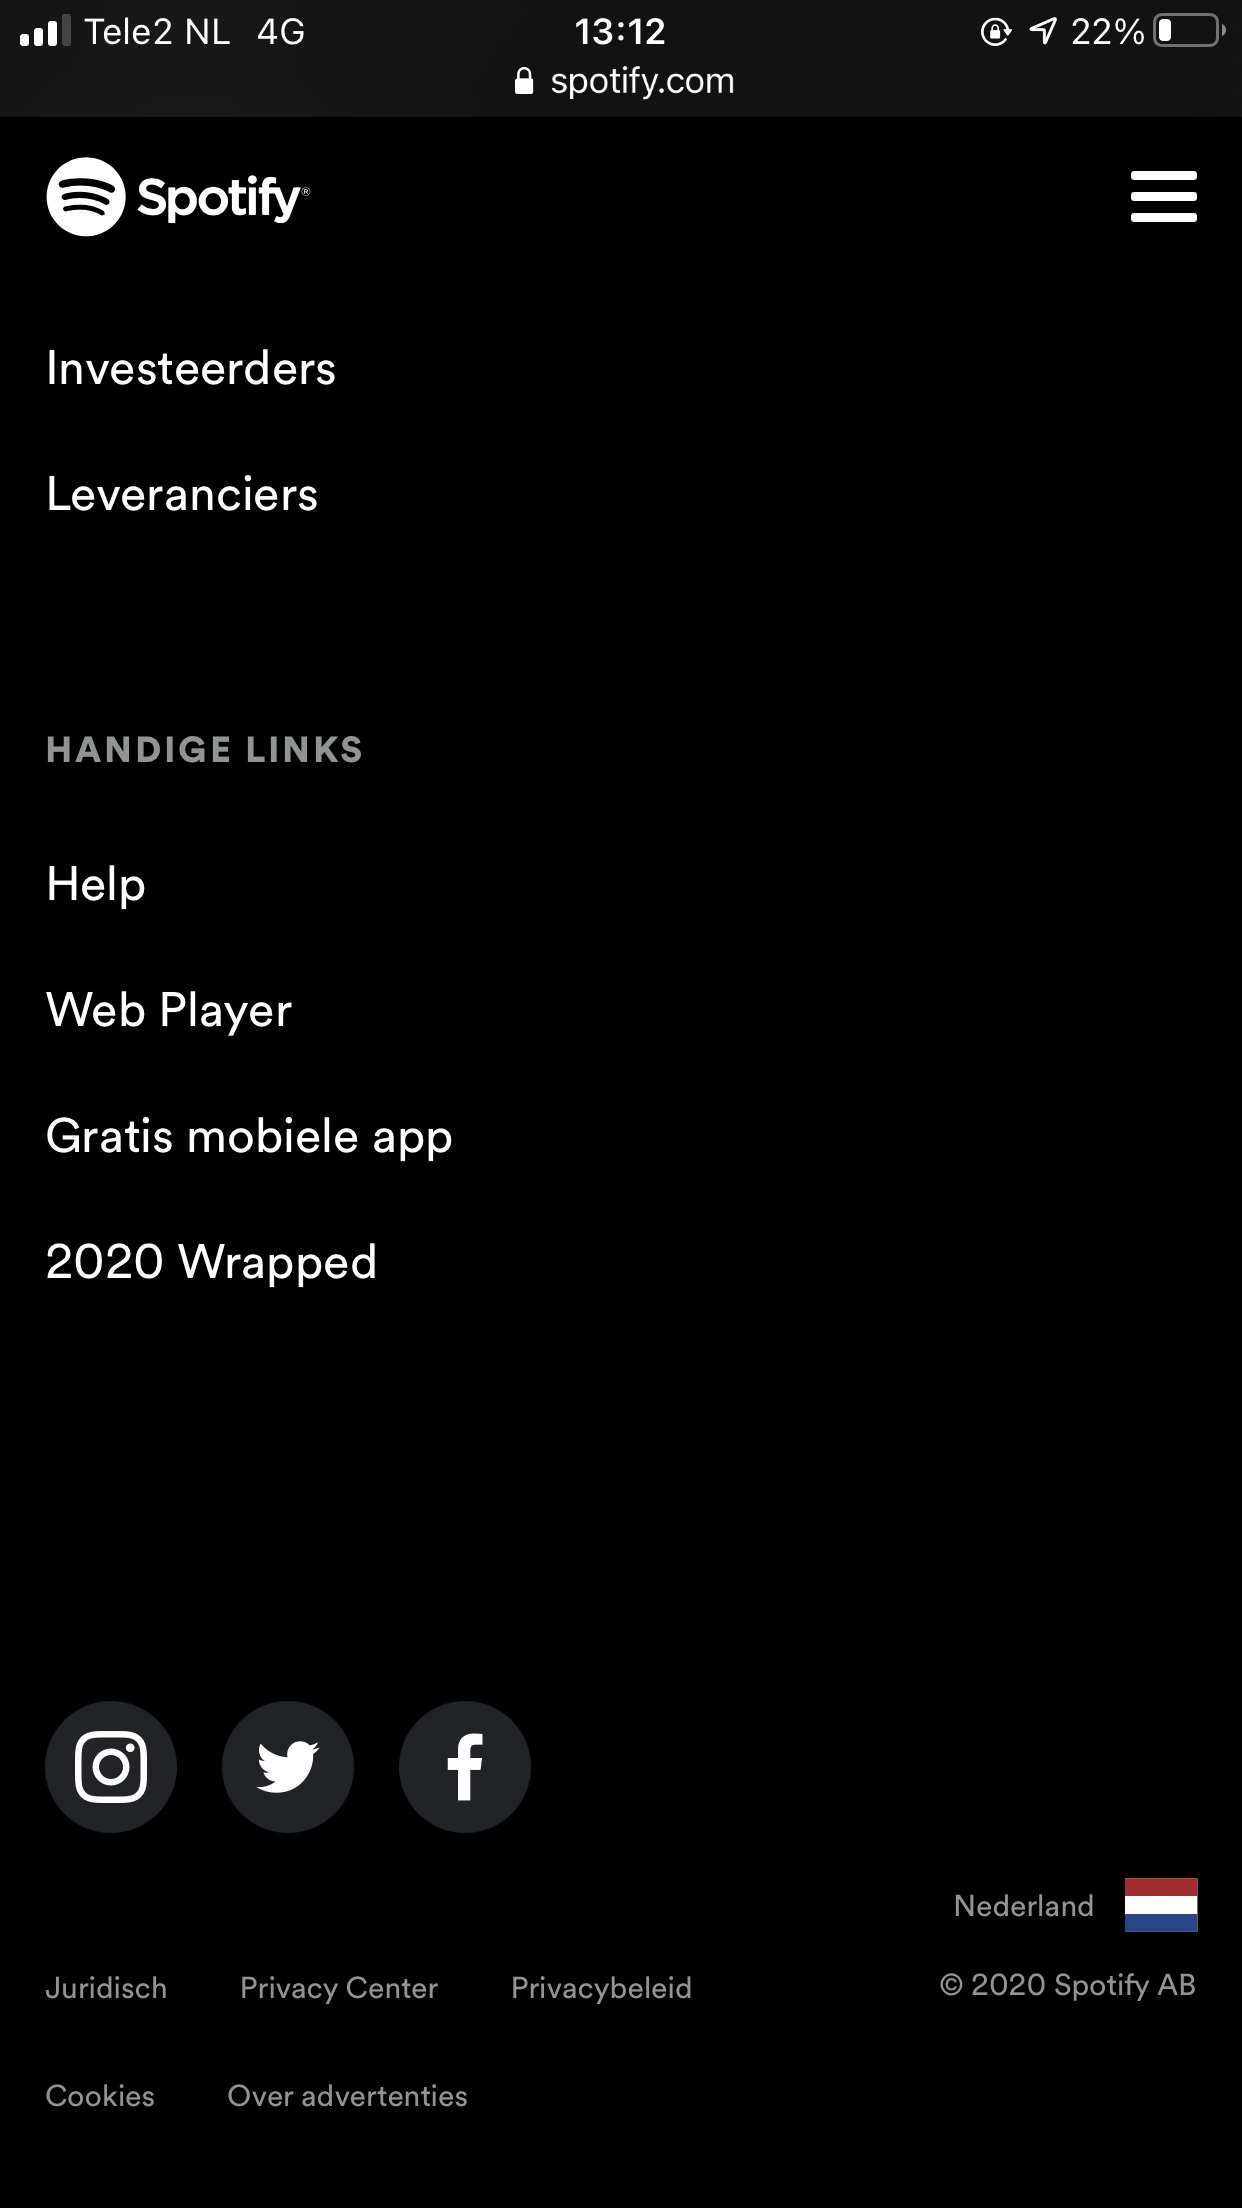 Tele2 NL 4G 13:12 22%
spotify.com
Spotify®
Investeerders
Leveranciers
HANDIGE LINKS
Help
Web Player
Gratis mobiele app
2020 Wrapped
Nederland
Juridisch Privacy Center Privacybeleid © 2020 Spotify AB
Cookies Over advertenties